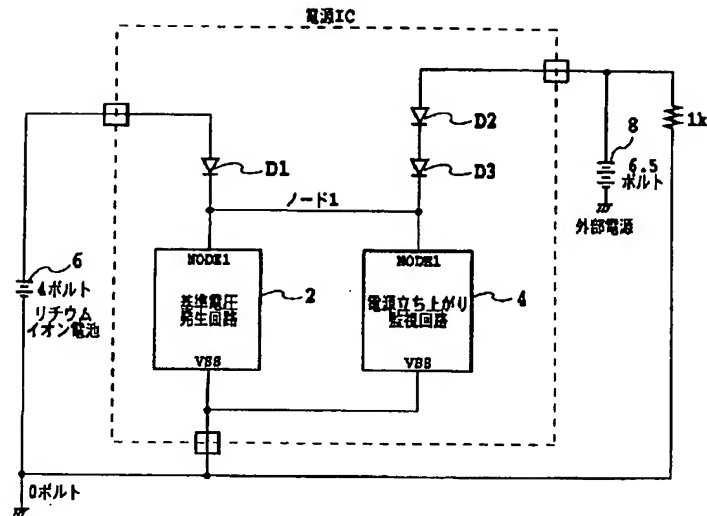 電源IC
D2
D3
D1
8
1k
6.5
ボルト
外部電源
ノード1
6
4ボルト
リチウム
イオン電池
NODE1
基準電圧
発生回路
VSS
2
NODE1
電源立ち上がり
監視回路
VSS
4
0ボルト